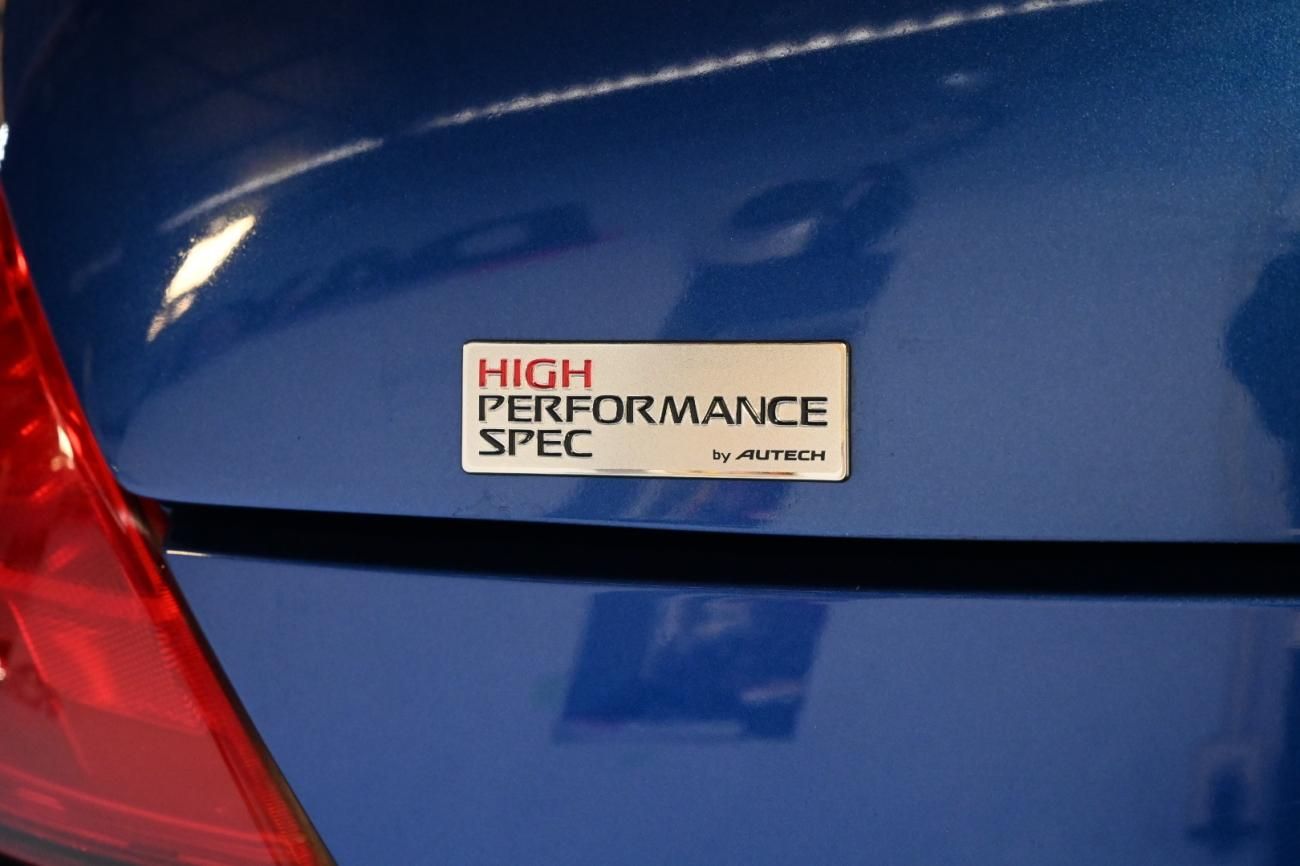 HIGH
PERFORMANCE
SPEC
by AUTECH